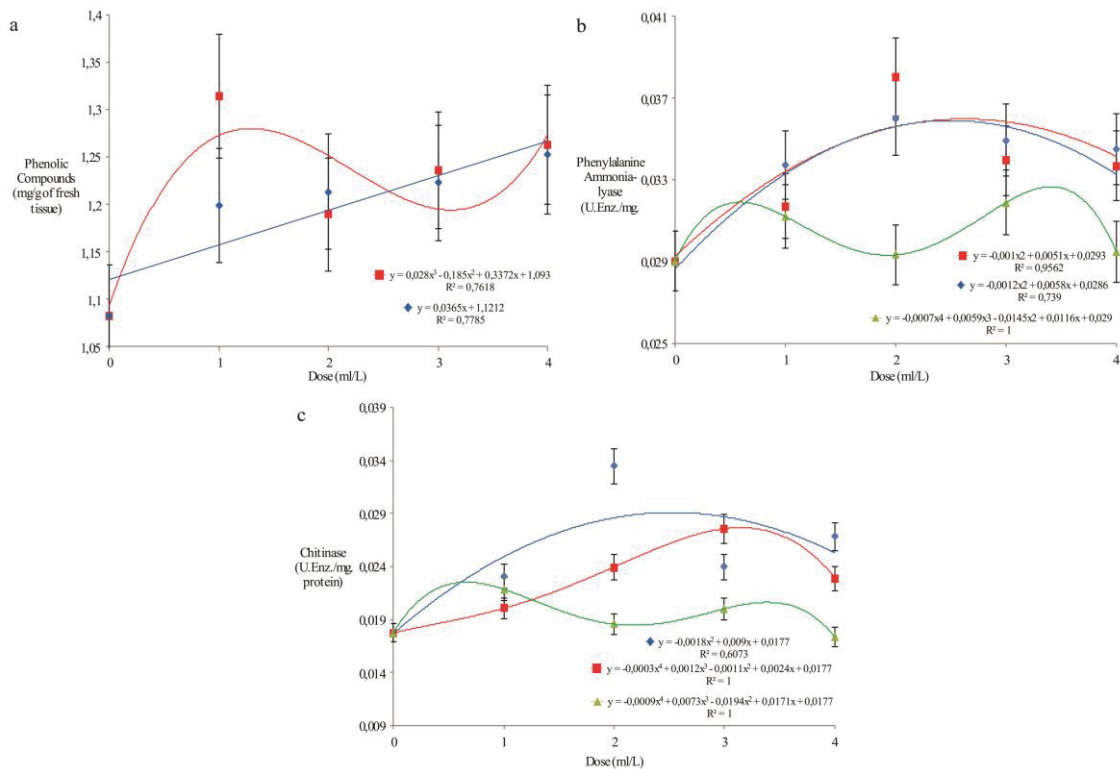 a
1,4
1,35
1,3
1,25
1,2
1,15
1,1
1,05
Phenolic
Compounds
(mg/gof fresh
tissue)
y = 0,028x³ - 0,185x² + 0,3372x + 1,093
R² = 0,7618
y = 0,0365x + 1,1212
R² = 0,7785
0
1
2
3
4
Dose (ml/L)
b
0,041
0,037
0,033
0,029
0,025
Phenylalanine
Ammonia-
lyase
(U.Enz./mg.
y = -0,001x2 + 0,0051x + 0,0293
R² = 0,9562
y = -0,0012x2 + 0,0058x + 0,0286
R² = 0,739
y = -0,0007x4 + 0,0059x3 - 0,0145x2 + 0,0116x + 0,029
R² = 1
0
1
2
3
4
Dose (ml/L)
c
0,039
0,034
0,029
0,024
0,019
0,014
0,009
Chitinase
(U.Enz./mg.
protein)
y = -0,0018x² + 0,009x + 0,0177
R² = 0,6073
y = -0,0003x⁴ + 0,0012x³ - 0,0011x² + 0,0024x + 0,0177
R² = 1
y = -0,0009x⁴ + 0,0073x³ - 0,0194x² + 0,0171x + 0,0177
R² = 1
0
1
2
3
4
Dose (ml/L)